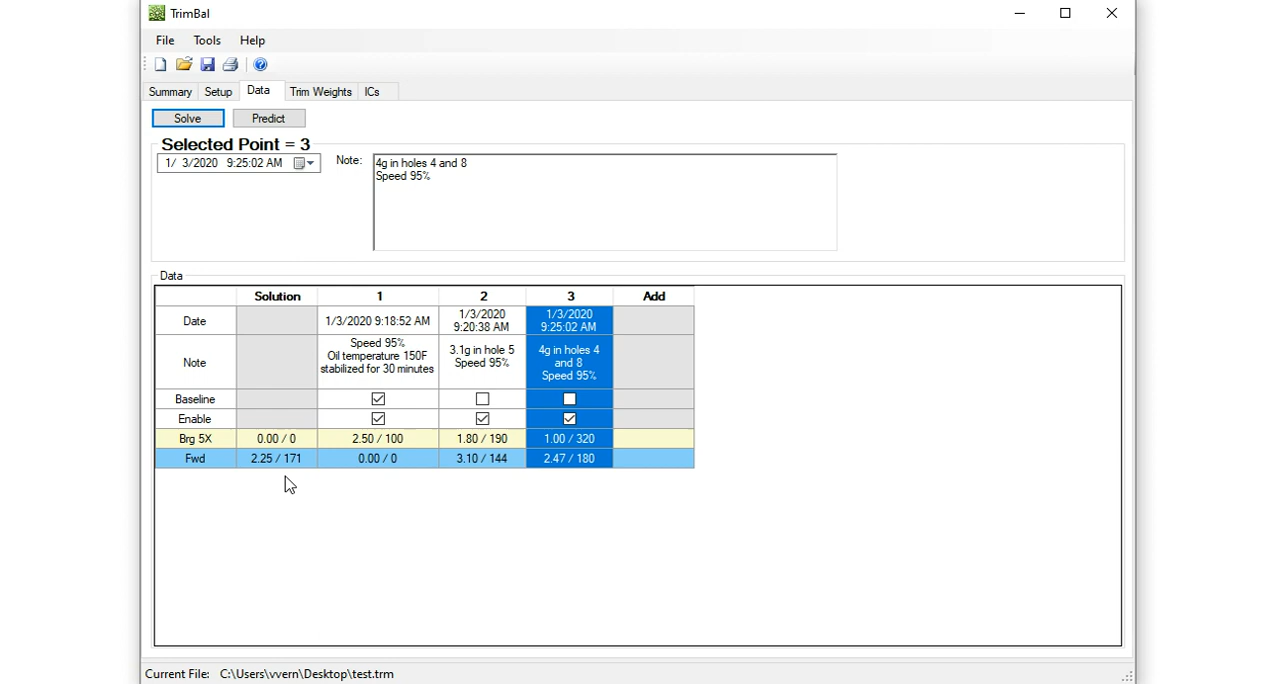 TrimBal
File Tools Help
Summary Setup Data Trim Weights ICs
Solve Predict
Selected Point = 3
1/ 3/2020 9:25:02 AM
Note:
4g in holes 4 and 8
Speed 95%
Data
Solution 1 2 3 Add
Date 1/3/2020 9:18:52 AM 1/3/2020 9:20:38 AM 1/3/2020 9:25:02 AM
Note
Speed 95%
Oil temperature 150F
stabilized for 30 minutes
3.1g in hole 5
Speed 95%
4g in holes 4
and 8
Speed 95%
Baseline
Enable
Brg 5X 0.00 / 0 2.50 / 100 1.80 / 190 1.00 / 320
Fwd 2.25 / 171 0.00 / 0 3.10 / 144 2.47 / 180
Current File: C:\Users\vvern\Desktop\test.trm